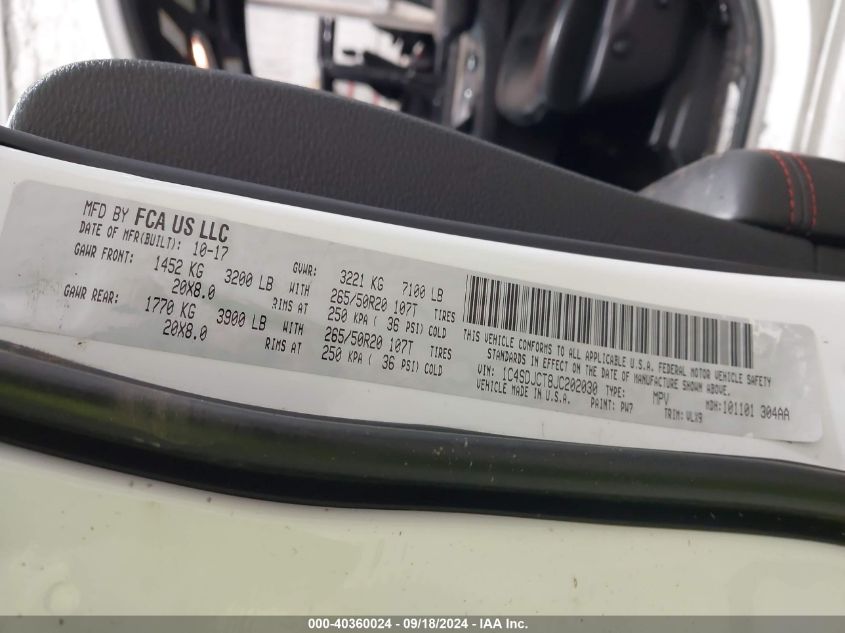 MFD BY FCA US LLC
DATE OF MFR(BUILT): 10-17
GAWR FRONT: 1452 KG 3200 LB WITH 20X8.0 RIMS AT
GVWR: 3221 KG 7100 LB
265/50R20 107T TIRES
250 KPA ( 36 PSI) COLD
GAWR REAR: 1770 KG 3900 LB WITH 20X8.0 RIMS AT
265/50R20 107T TIRES
250 KPA ( 36 PSI) COLD
THIS VEHICLE CONFORMS TO ALL APPLICABLE U.S.A. FEDERAL MOTOR VEHICLE SAFETY
STANDARDS IN EFFECT ON THE DATE OF MANUFACTURE SHOWN ABOVE.
VIN: 1C4SDJCT8JC202030 TYPE: MPV MDH:101101 304AA
VEHICLE MADE IN U.S.A. PAINT: PW7 TRIM: VLX9
000-40360024 - 09/18/2024 - IAA Inc.